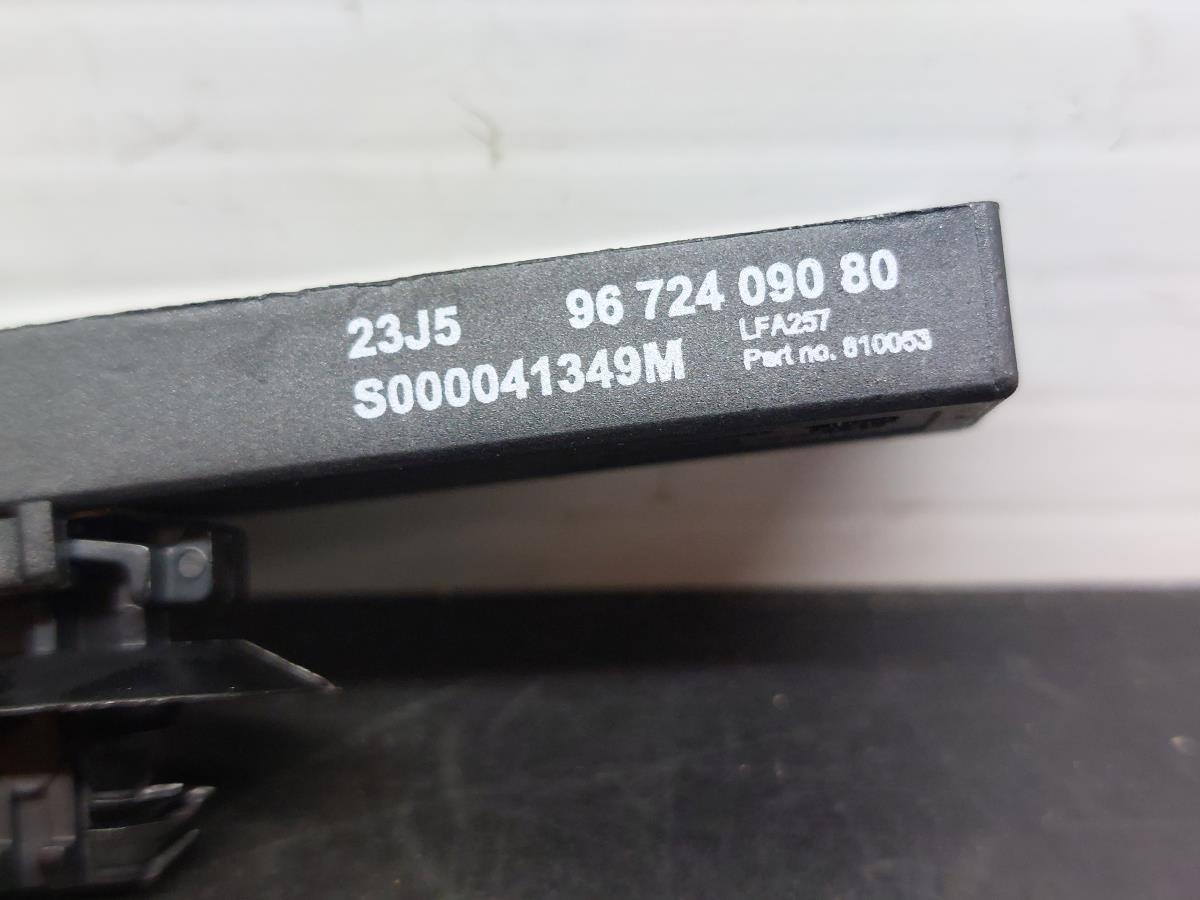 23J5 96 724 090 80
S000041349M LFA257
Part no. 810053